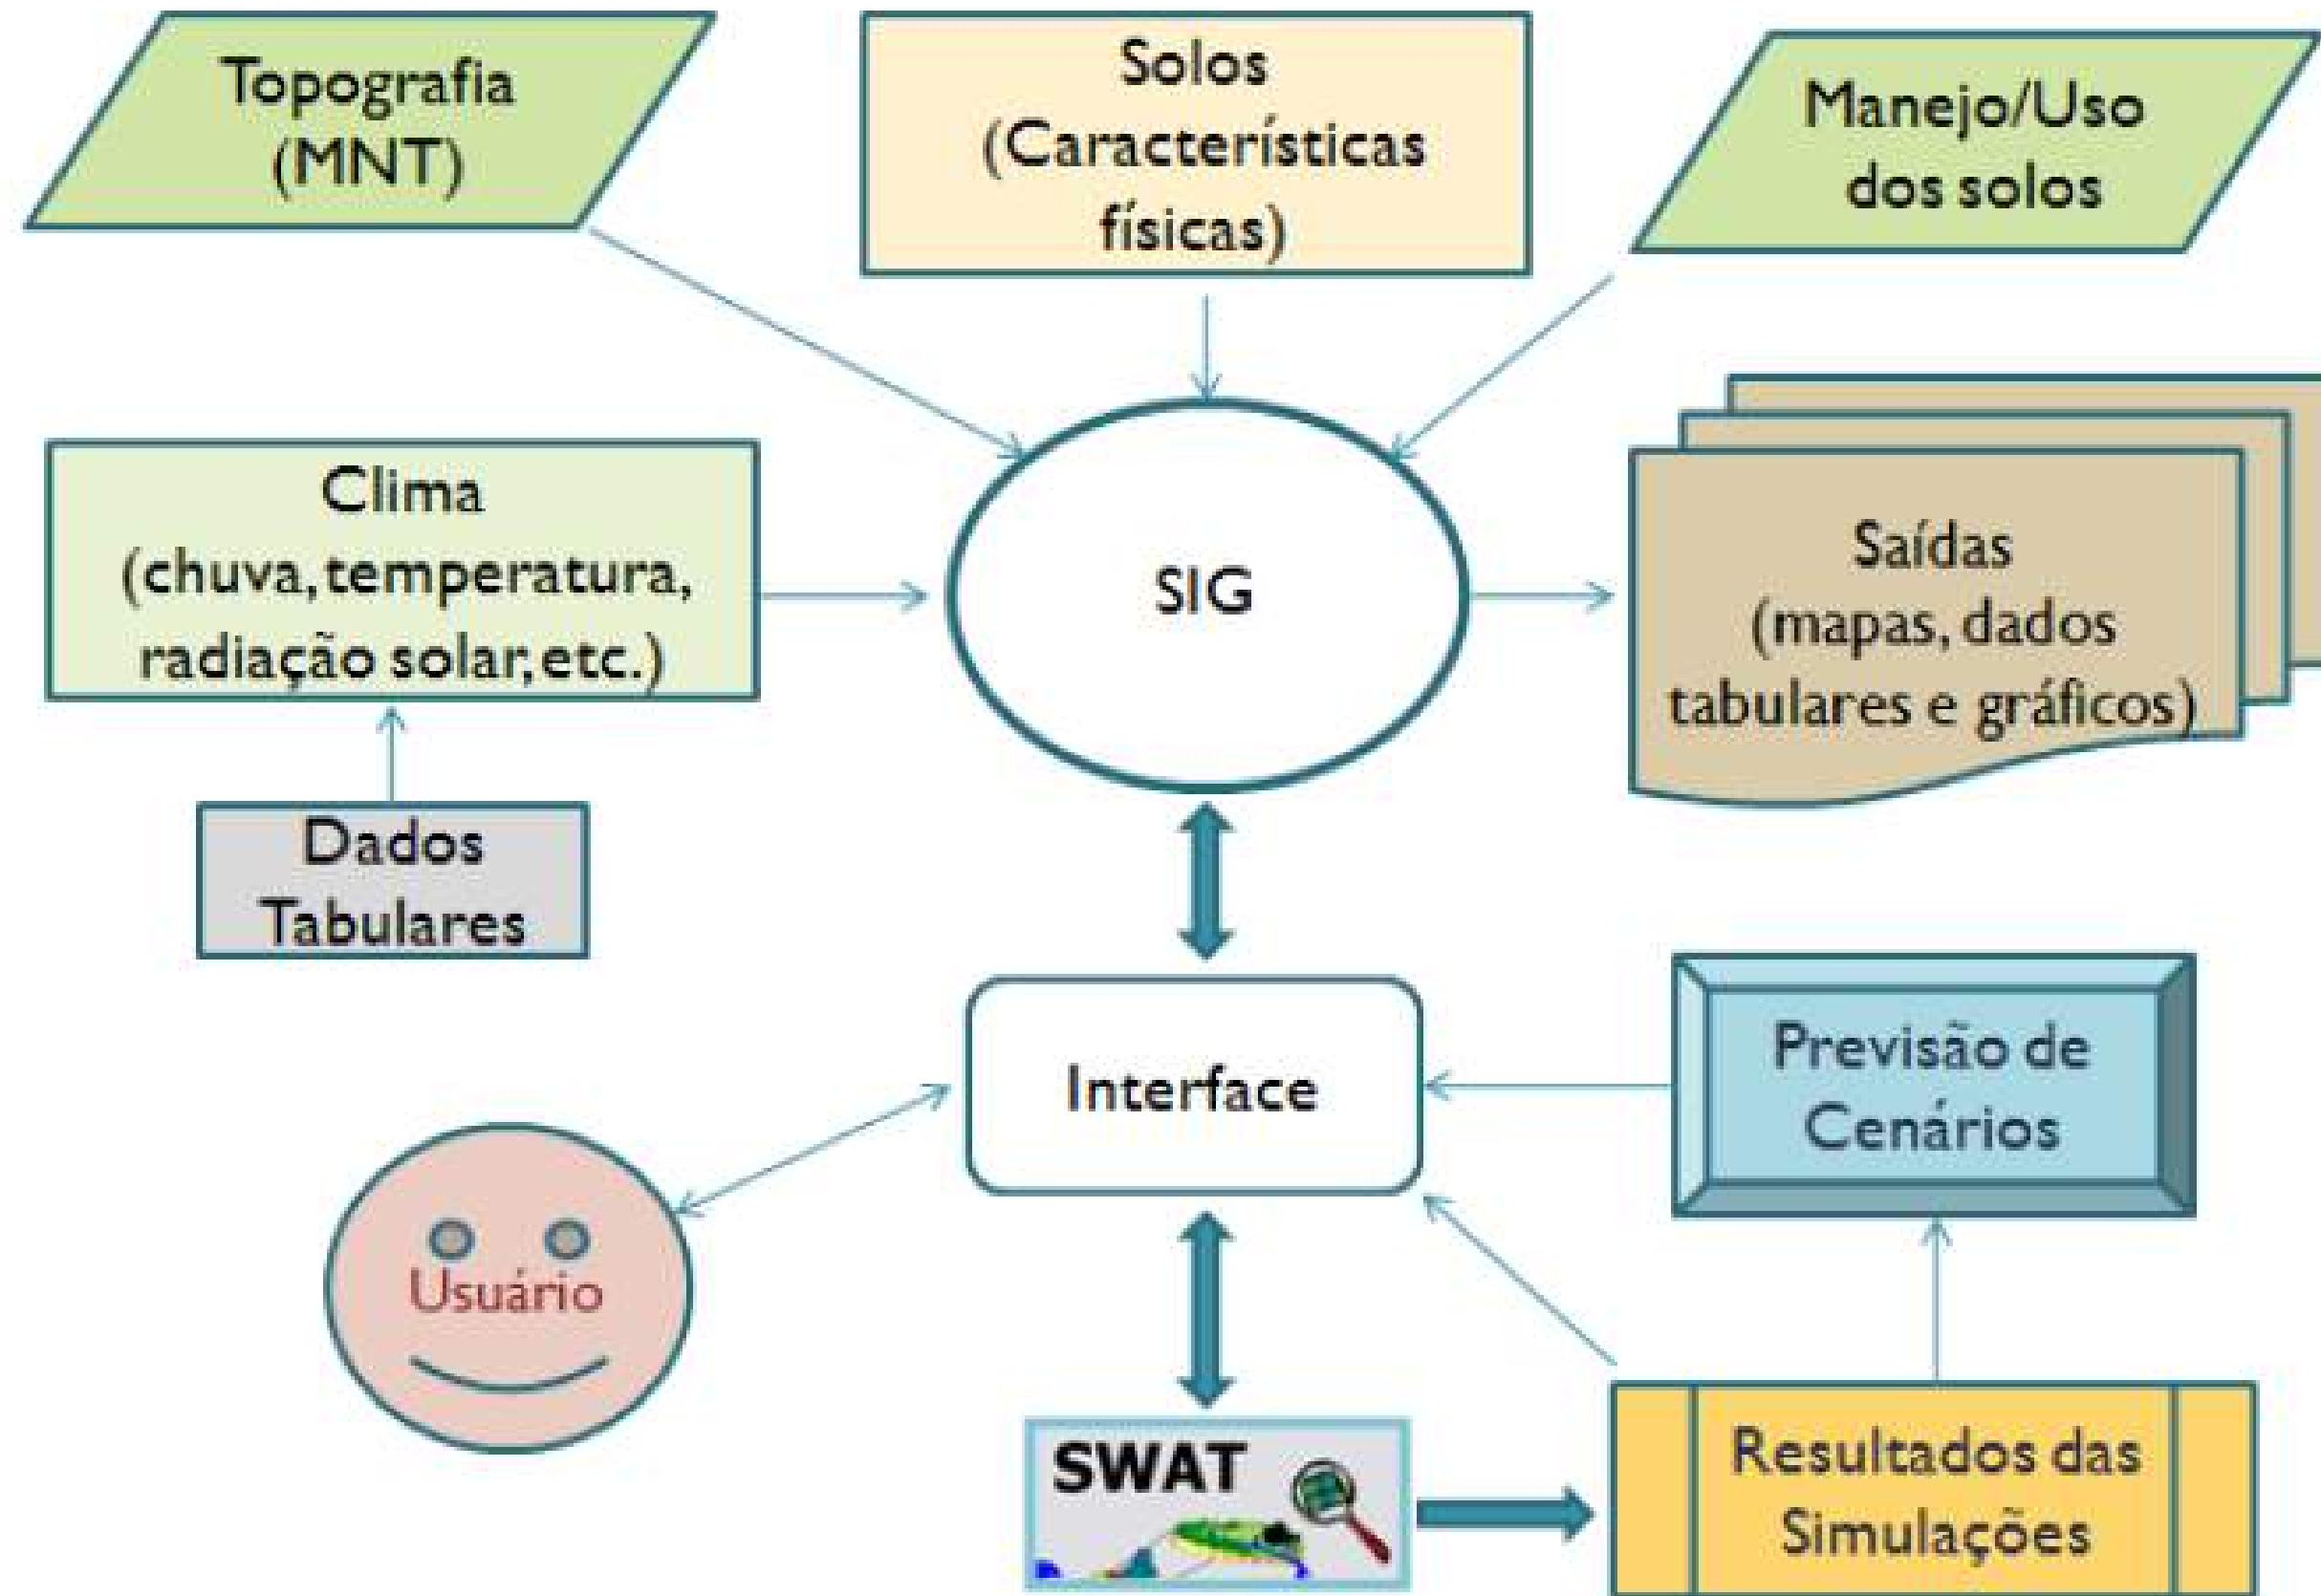 Topografia
(MNT)
Solos
(Características
físicas)
Manejo/Uso
dos solos
Clima
(chuva, temperatura,
radiação solar, etc.)
SIG
Saídas
(mapas, dados
tabulares e gráficos)
Dados
Tabulares
Interface
Previsão de
Cenários
Usuário
SWAT
Resultados das
Simulações